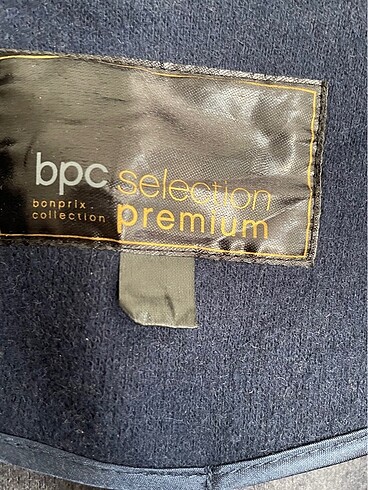 bpc selection
bonprix.
collection premium